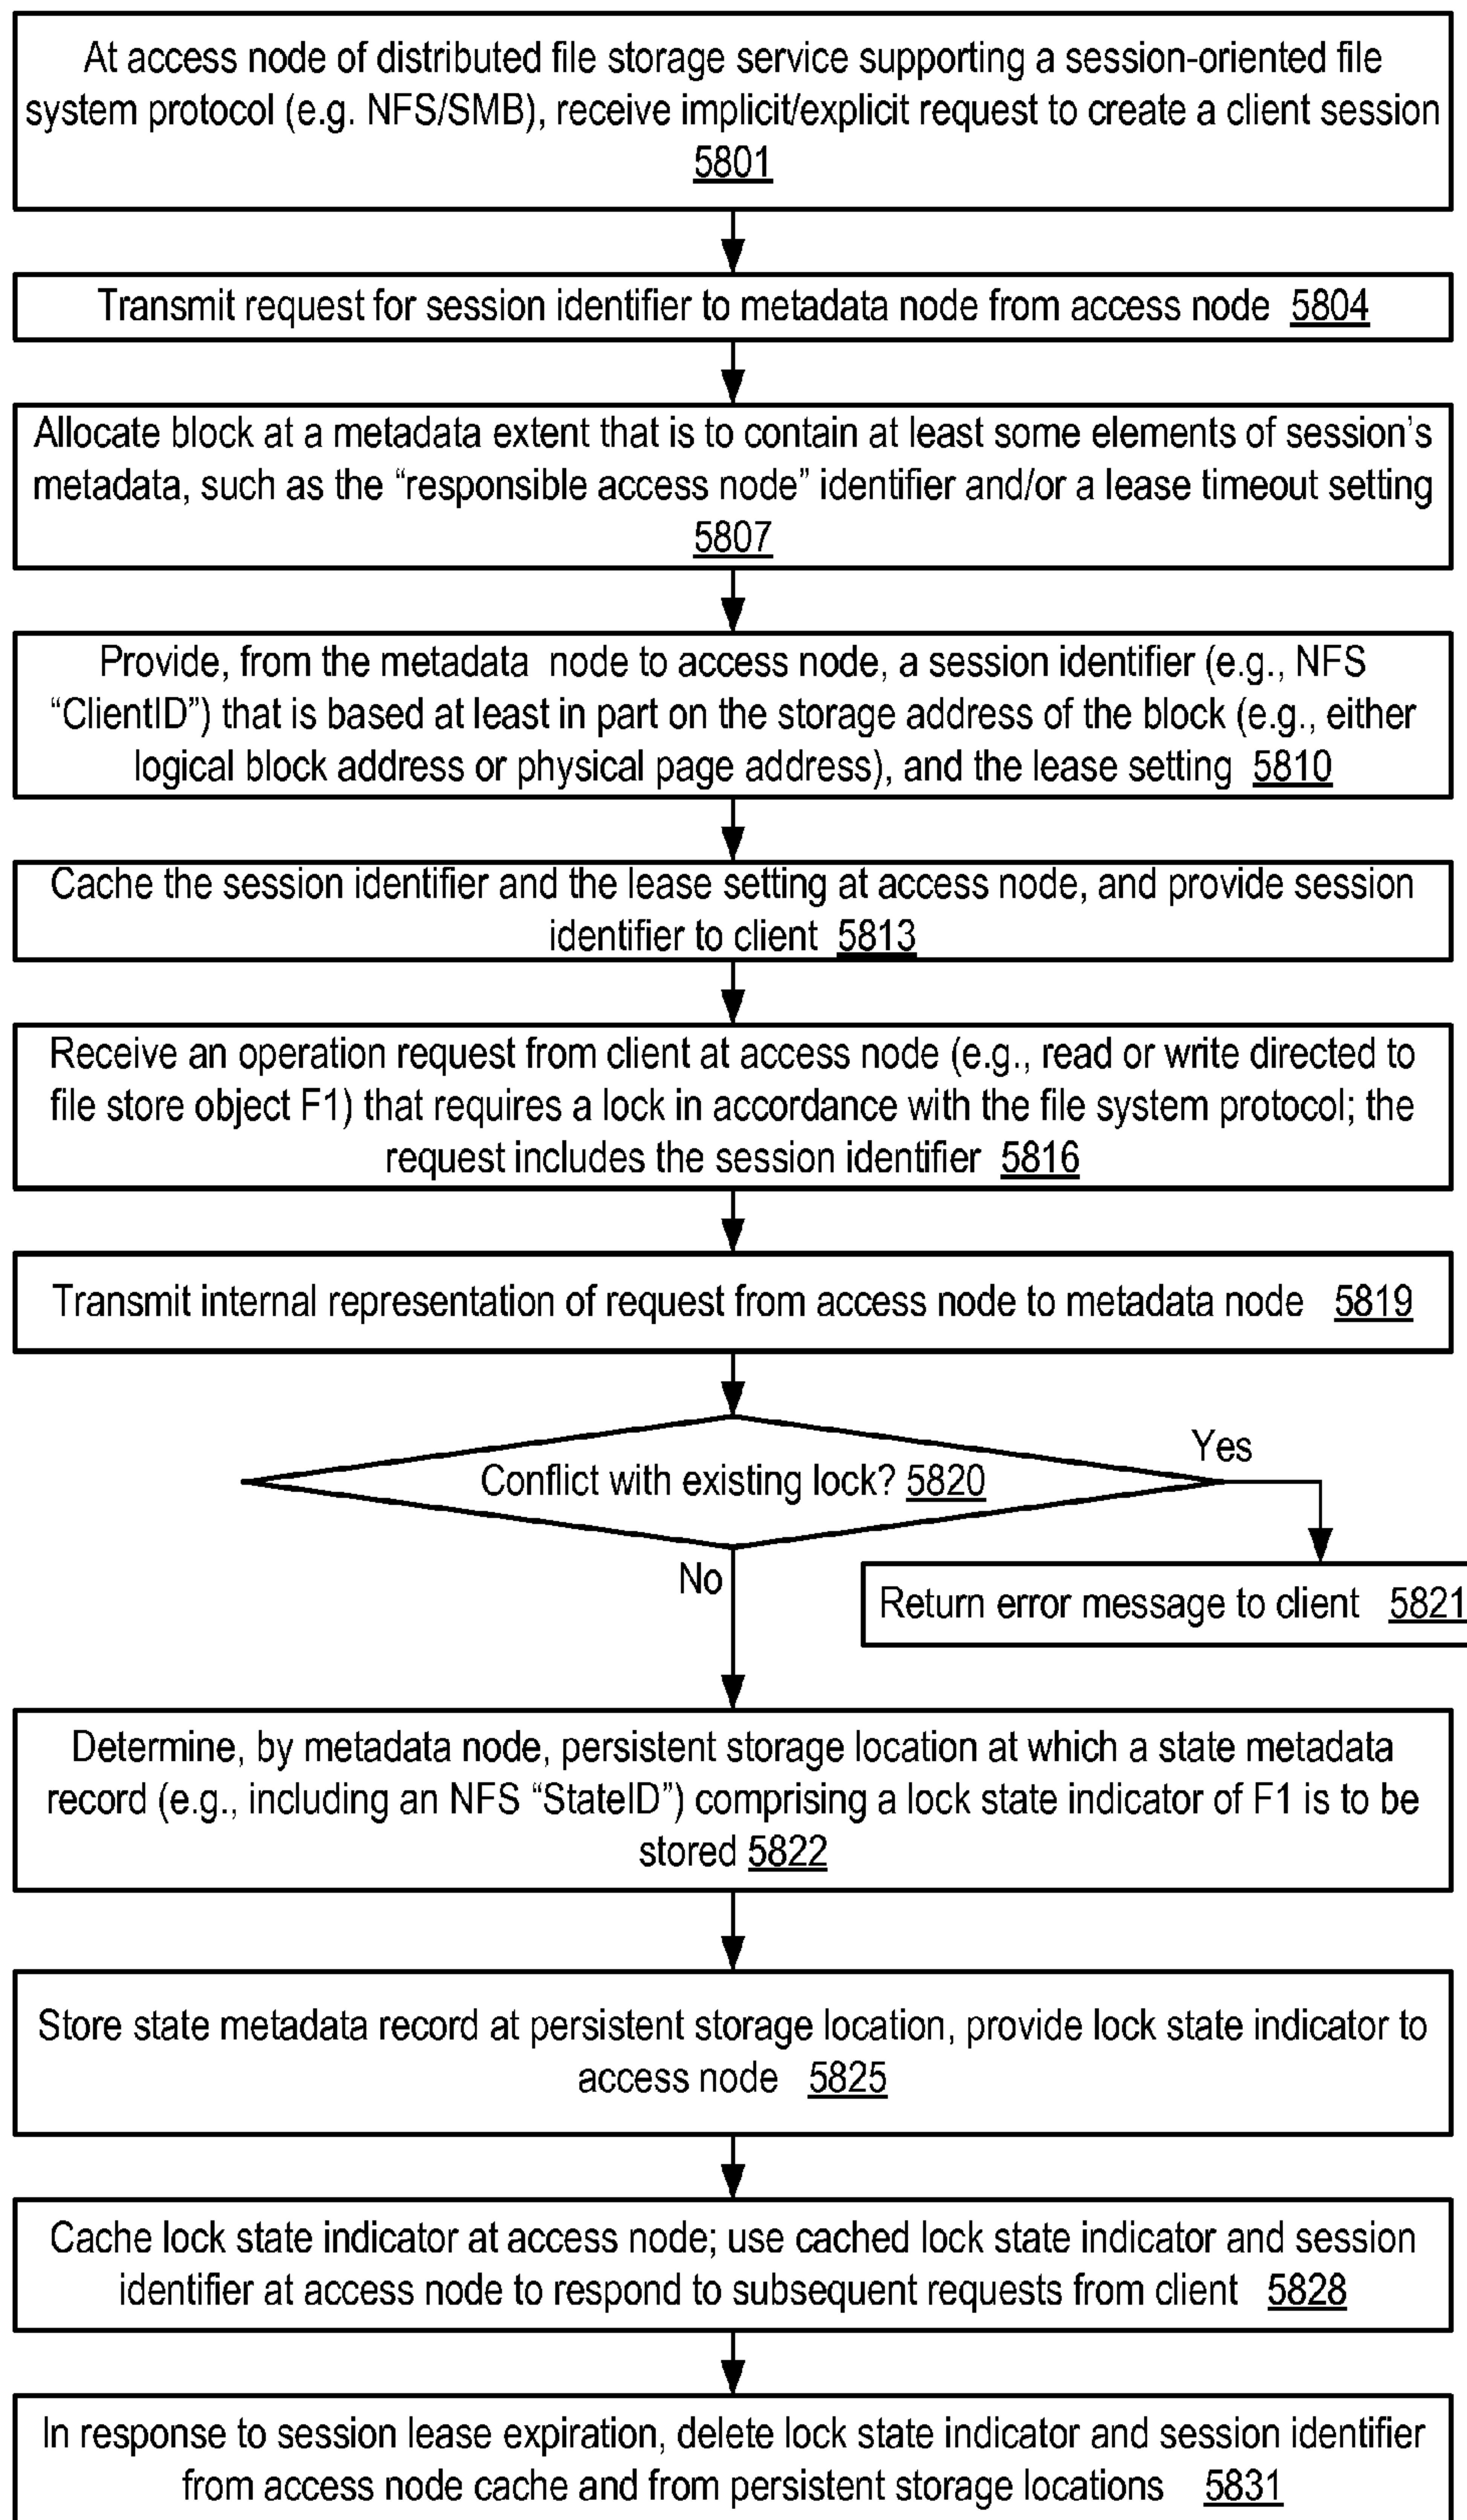 At access node of distributed file storage service supporting a session-oriented file
system protocol (e.g. NFS/SMB), receive implicit/explicit request to create a client session
5801
Transmit request for session identifier to metadata node from access node 5804
Allocate block at a metadata extent that is to contain at least some elements of session's
metadata, such as the “responsible access node” identifier and/or a lease timeout setting
5807
Provide, from the metadata node to access node, a session identifier (e.g., NFS
“ClientID”) that is based at least in part on the storage address of the block (e.g., either
logical block address or physical page address), and the lease setting 5810
Cache the session identifier and the lease setting at access node, and provide session
identifier to client 5813
Receive an operation request from client at access node (e.g., read or write directed to
file store object F1) that requires a lock in accordance with the file system protocol; the
request includes the session identifier 5816
Transmit internal representation of request from access node to metadata node 5819
Yes
Conflict with existing lock? 5820
No
Return error message to client 5821
Determine, by metadata node, persistent storage location at which a state metadata
record (e.g., including an NFS “StateID”) comprising a lock state indicator of F1 is to be
stored 5822
Store state metadata record at persistent storage location, provide lock state indicator to
access node 5825
Cache lock state indicator at access node; use cached lock state indicator and session
identifier at access node to respond to subsequent requests from client 5828
In response to session lease expiration, delete lock state indicator and session identifier
from access node cache and from persistent storage locations 5831